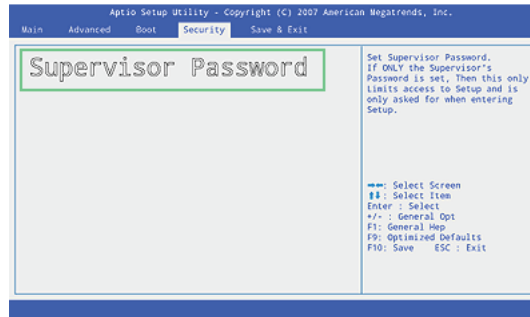 Aptio Setup Utility - Copyright (C) 2007 American Megatrends, Inc.
Main Advanced Boot Security Save & Exit
Supervisor Password
Set Supervisor Password.
If ONLY the Supervisor's
Password is set, Then this only
Limits access to Setup and is
only asked for when entering
Setup.
→←: Select Screen
↑↓: Select Item
Enter : Select
+/- : General Opt
F1: General Hep
F9: Optimized Defaults
F10: Save ESC : Exit